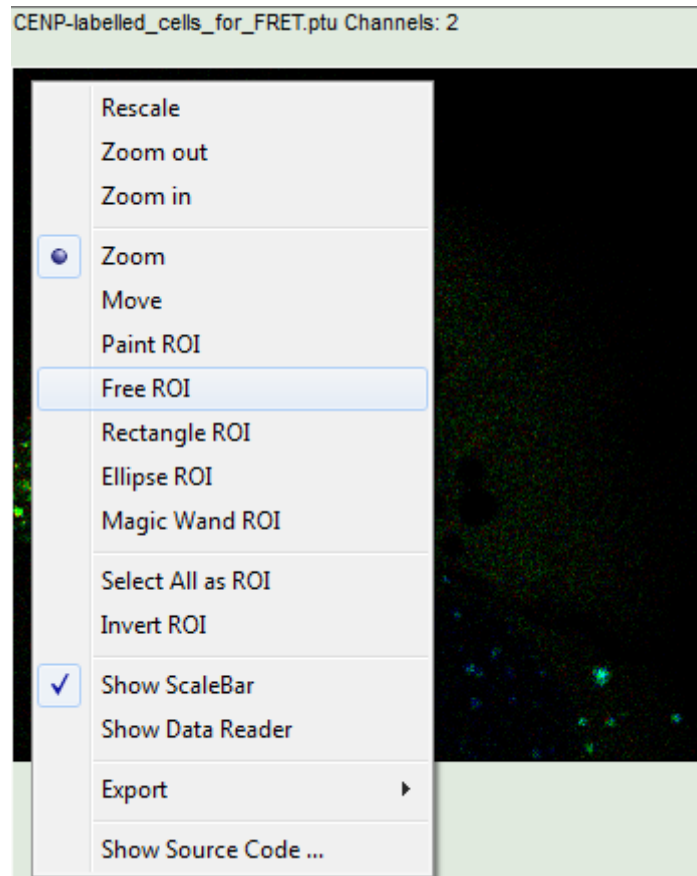 CENP-labelled_cells_for_FRET.ptu Channels: 2
Rescale
Zoom out
Zoom in
Zoom
Move
Paint ROI
Free ROI
Rectangle ROI
Ellipse ROI
Magic Wand ROI
Select All as ROI
Invert ROI
Show ScaleBar
Show Data Reader
Export
Show Source Code ...